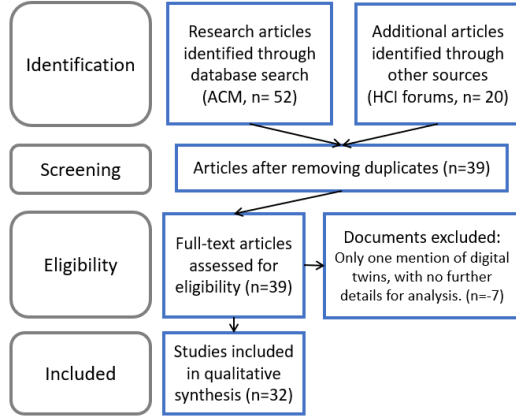 Identification
Research articles
identified through
database search
(ACM, n= 52)
Additional articles
identified through
other sources
(HCI forums, n= 20)
Screening
Articles after removing duplicates (n=39)
Eligibility
Full-text articles
assessed for
eligibility (n=39)
Documents excluded:
Only one mention of digital
twins, with no further
details for analysis. (n=-7)
Included
Studies included
in qualitative
synthesis (n=32)